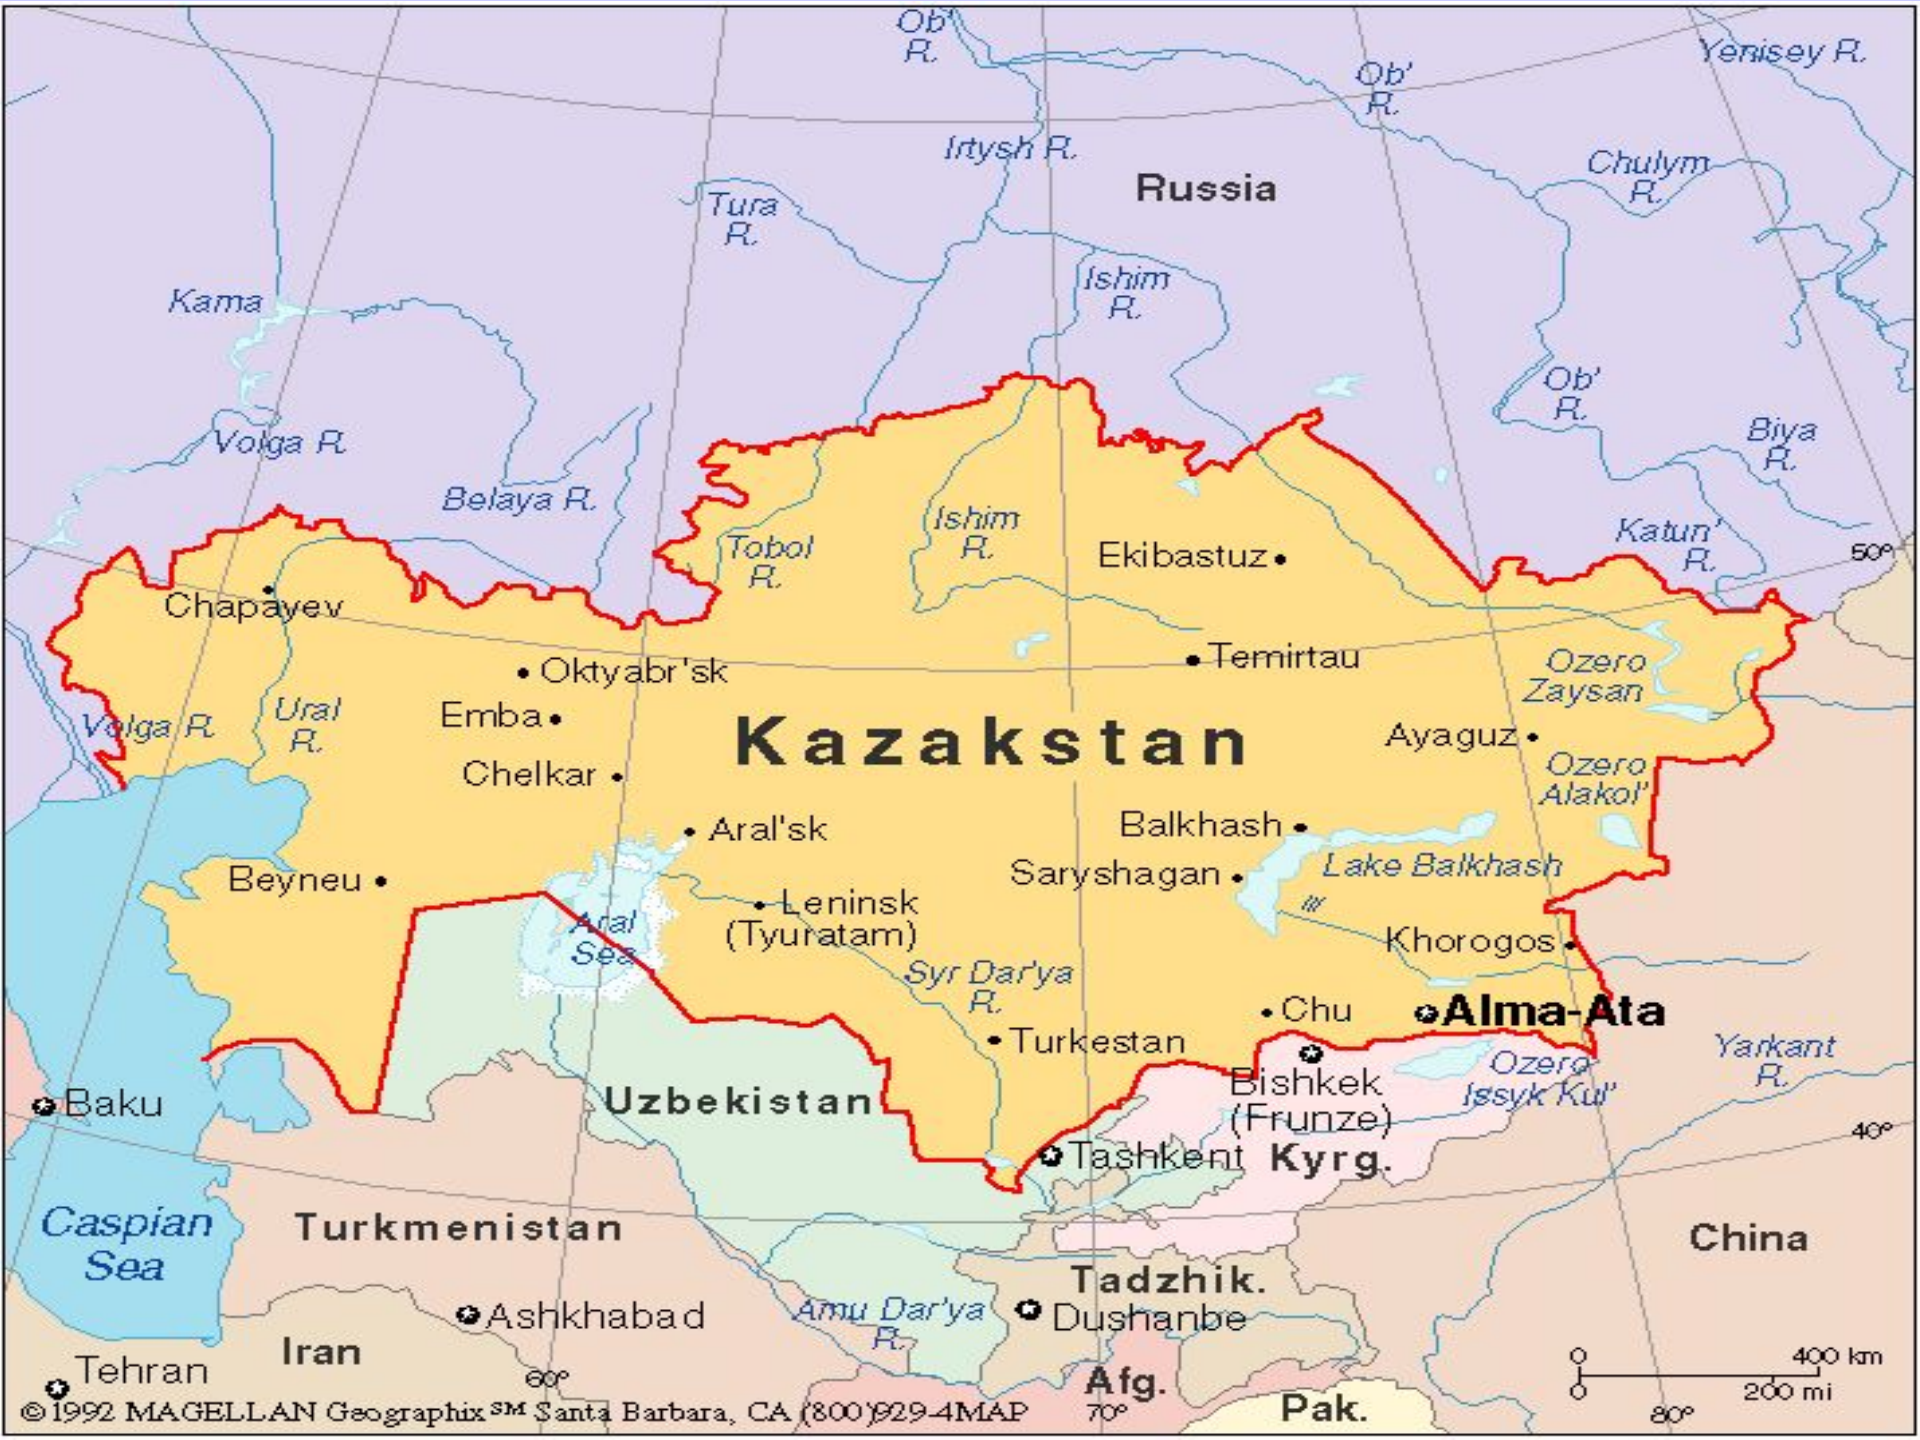 Ob'
R.
Ob'
R.
Yenisey R.
Irtysh R.
Russia
Chulym
R.
Tura
R.
Ishim
R.
Kama
Ob'
R.
Volga R.
Biya
R.
Belaya R.
Katun'
R.
50°
Ishim
R.
Tobol
R.
Ekibastuz
Chapayev
Oktyabr'sk
Temirtau
Ozero
Zaysan
Ural
R.
Volga R.
Emba
Kazakstan
Ayaguz
Chelkar
Ozero
Alakol'
Aral'sk
Balkhash
Lake Balkhash
Beyneu
Saryshagan
Leninsk
(Tyuratam)
Aral
Sea
Khorogos
Syr Dar'ya
R.
Chu
Alma-Ata
Turkestan
Yarkant
R.
Ozero
Issyk Kul'
Baku
Uzbekistan
Bishkek
(Frunze)
40°
Tashkent
Kyrg.
Caspian
Sea
Turkmenistan
China
Tadzhik.
Dushanbe
Amu Dar'ya
R.
Ashkhabad
Iran
Tehran
60°
Afg.
70°
Pak.
80°
0 400 km
0 200 mi
©1992 MAGELLAN Geographix℠ Santa Barbara, CA (800)929-4MAP